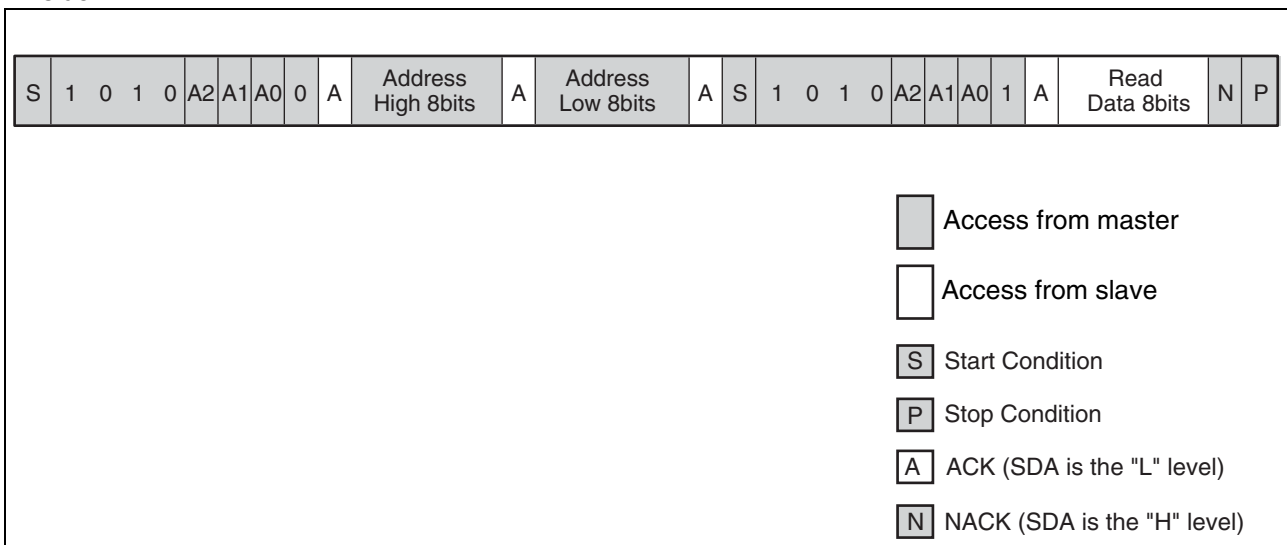 S 1 0 1 0 A2 A1 A0 0 A Address High 8bits A Address Low 8bits A S 1 0 1 0 A2 A1 A0 1 A Read Data 8bits N P
Access from master
Access from slave
S Start Condition
P Stop Condition
A ACK (SDA is the "L" level)
N NACK (SDA is the "H" level)